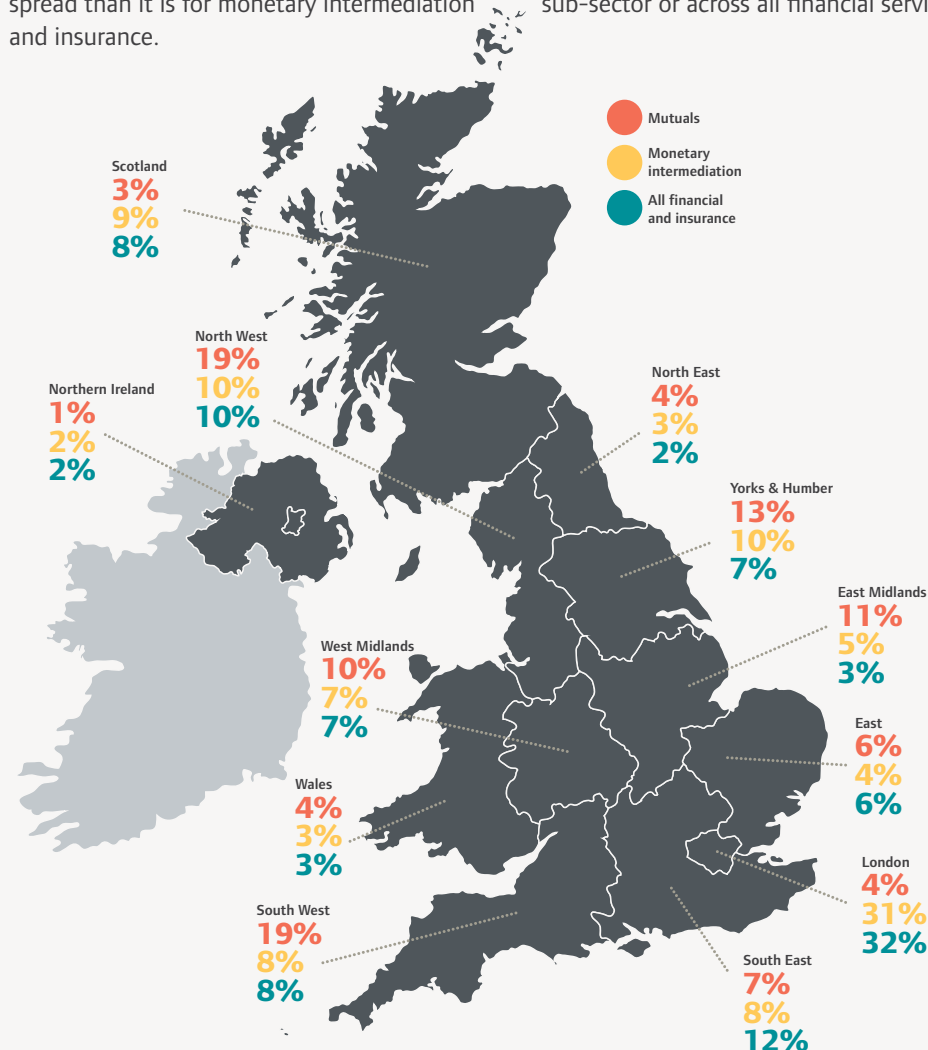 spread than it is for monetary intermediation
and insurance.
sub-sector or across all financial servi
Mutuals
Monetary
intermediation
All financial
and insurance
Scotland
3%
9%
8%
North West
19%
10%
10%
Northern Ireland
1%
2%
2%
North East
4%
3%
2%
Yorks & Humber
13%
10%
7%
East Midlands
11%
5%
3%
West Midlands
10%
7%
7%
East
6%
4%
6%
Wales
4%
3%
3%
London
4%
31%
32%
South West
19%
8%
8%
South East
7%
8%
12%